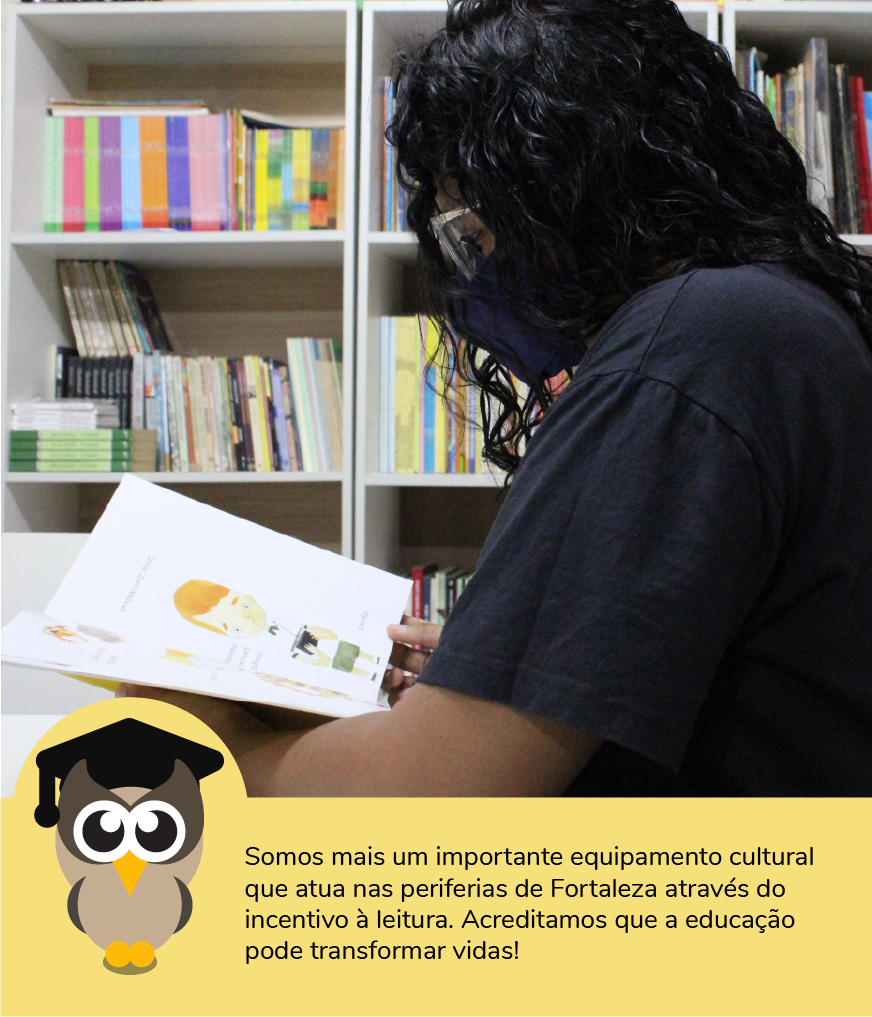 Somos mais um importante equipamento cultural
que atua nas periferias de Fortaleza através do
incentivo à leitura. Acreditamos que a educação
pode transformar vidas!